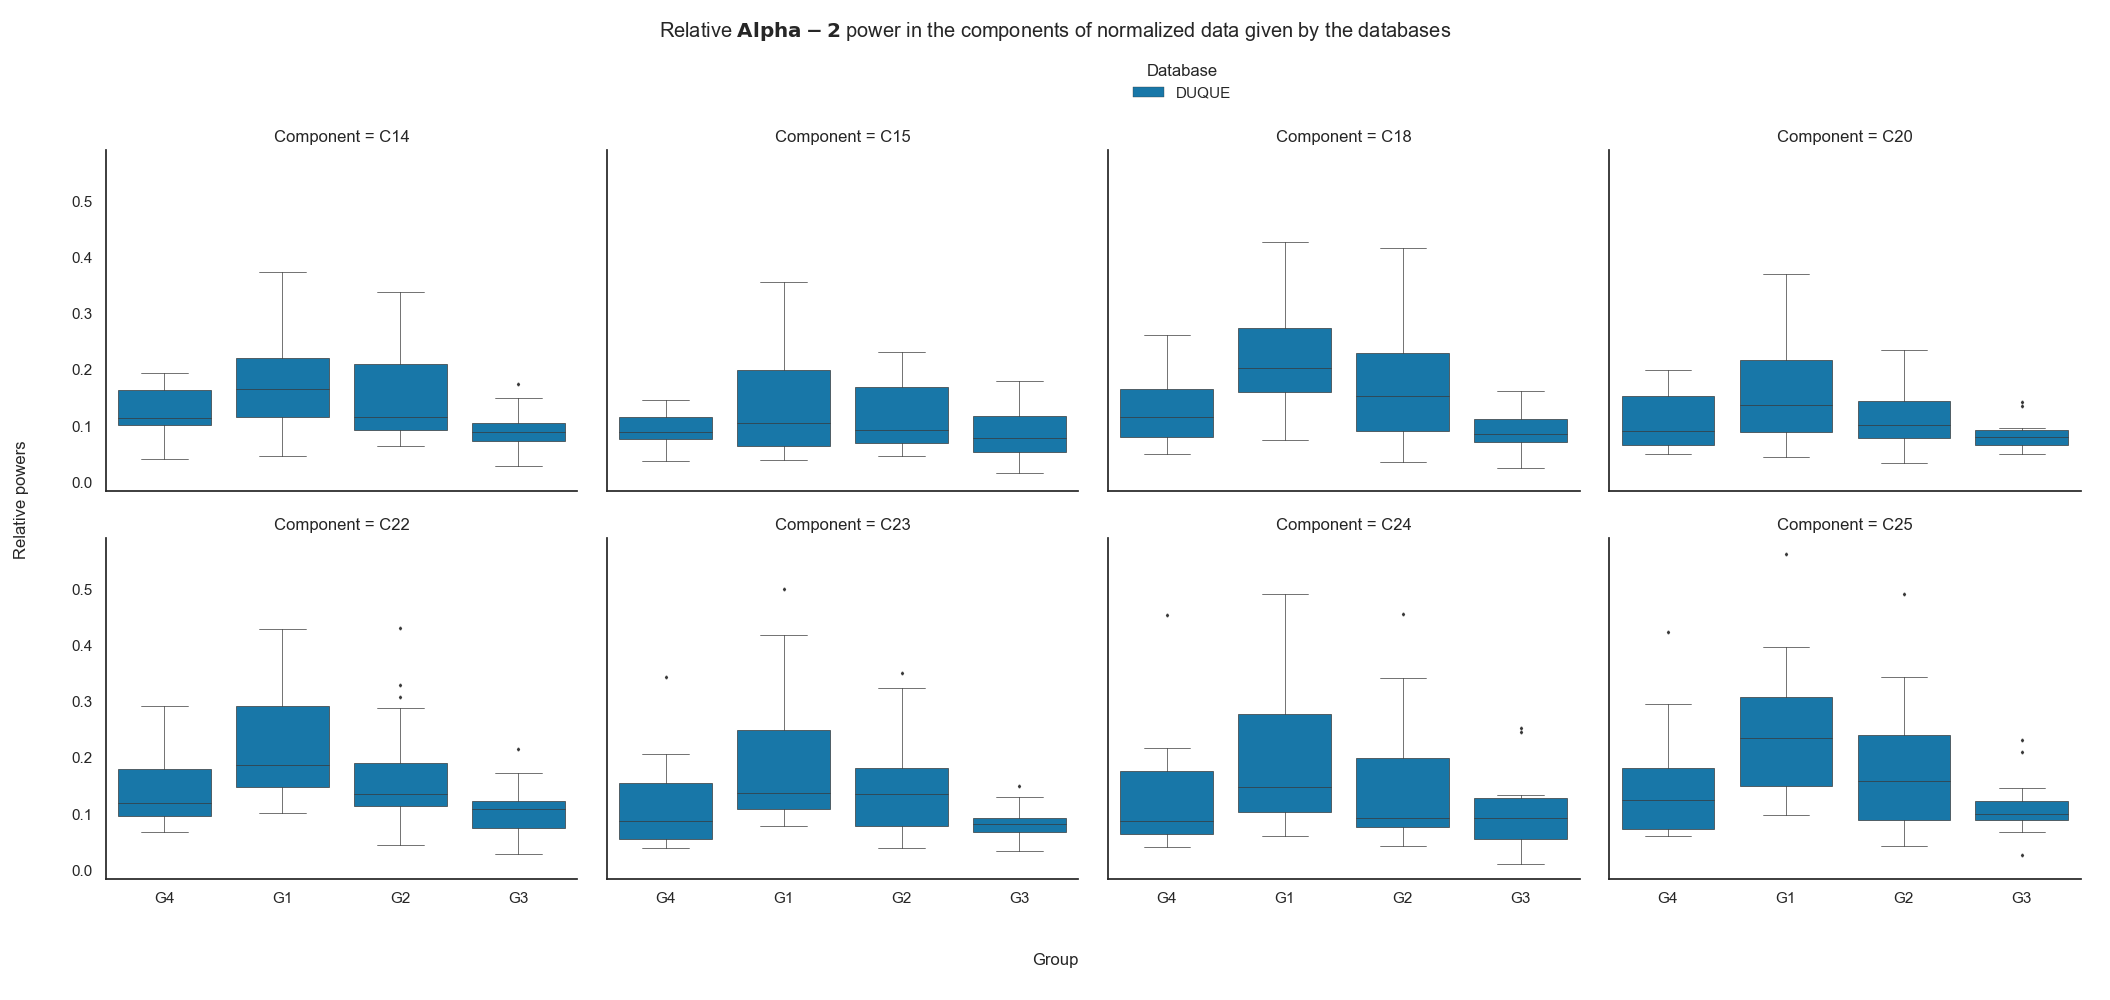 Relative Alpha − 2 power in the components of normalized data given by the databases
Database
DUQUE
Component = C14
Component = C15
Component = C18
Component = C20
0.5
0.4
0.3
0.2
0.1
0.0
Relative powers
Component = C22
Component = C23
Component = C24
Component = C25
0.5
0.4
0.3
0.2
0.1
0.0
G4 G1 G2 G3
G4 G1 G2 G3
G4 G1 G2 G3
G4 G1 G2 G3
Group